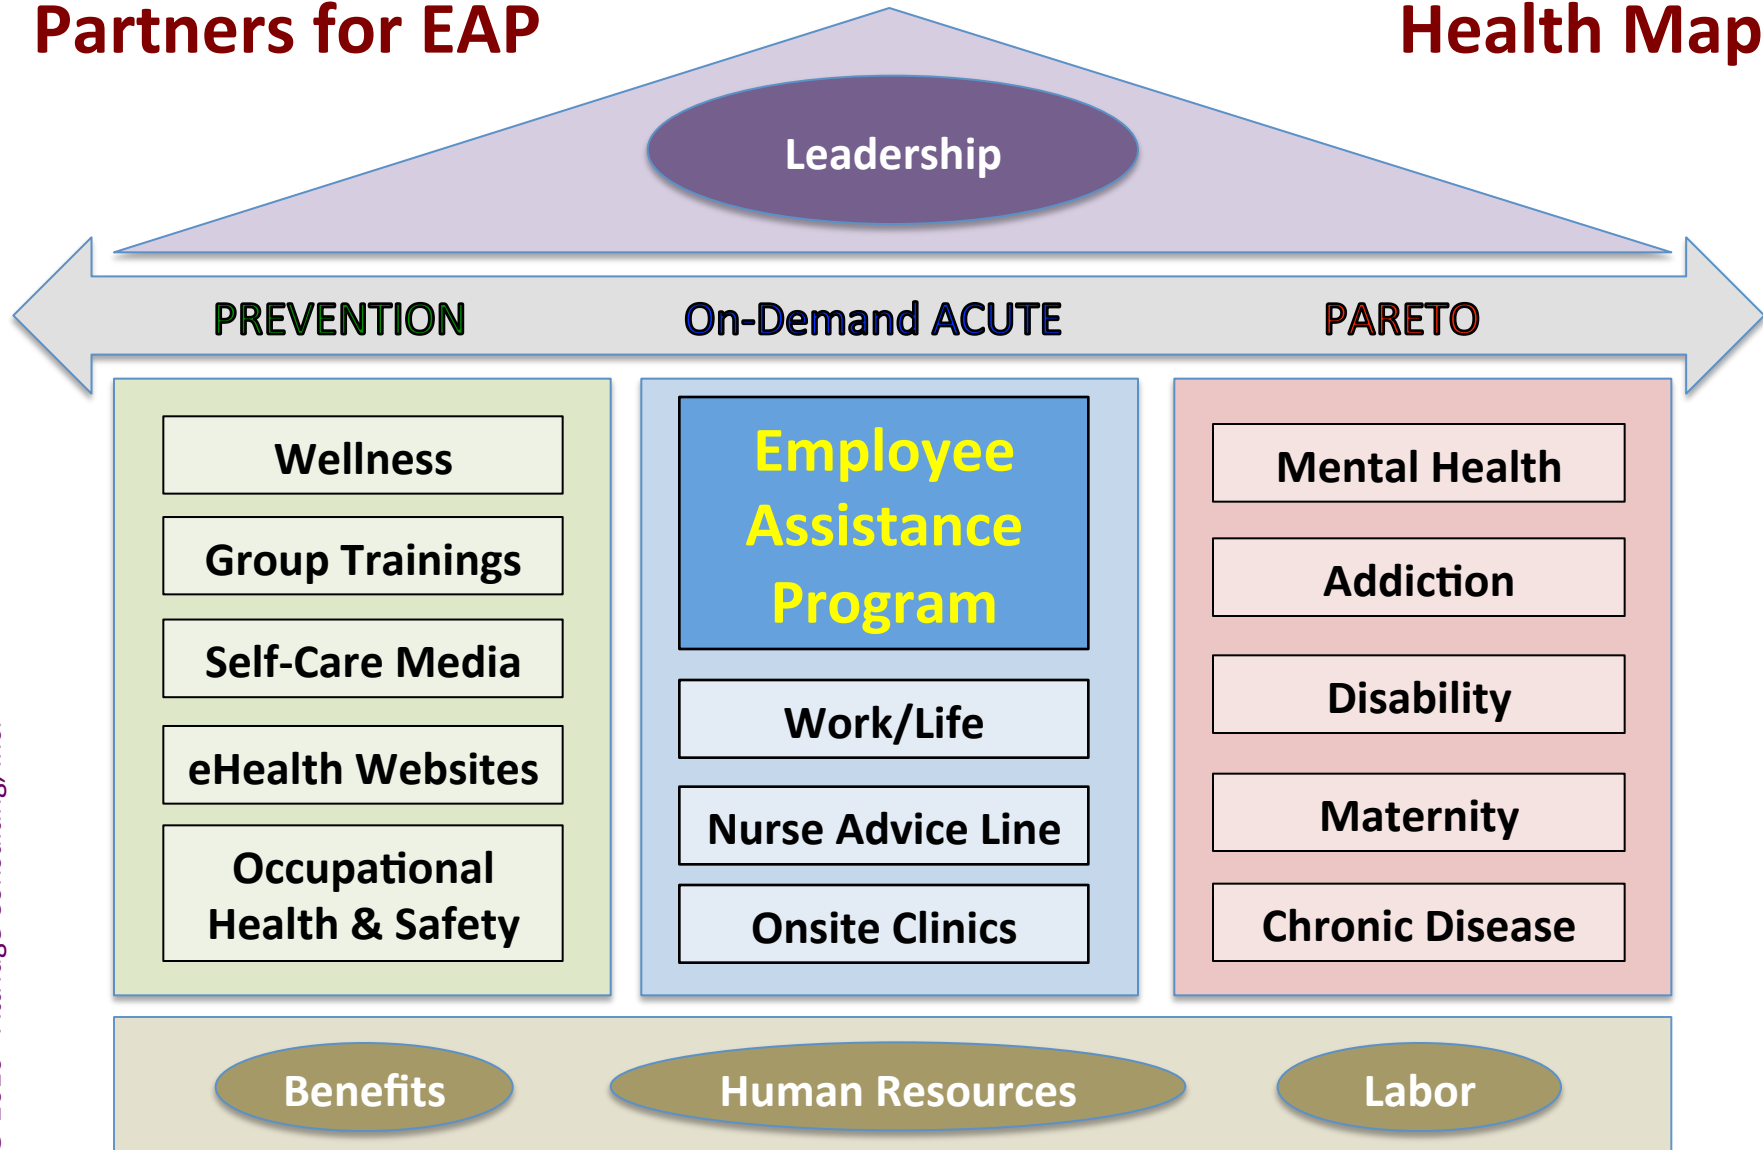 Partners for EAP
Health Map
Leadership
PREVENTION
On-Demand ACUTE
PARETO
Wellness
Group Trainings
Self-Care Media
eHealth Websites
Occupational
Health & Safety
Employee
Assistance
Program
Work/Life
Nurse Advice Line
Onsite Clinics
Mental Health
Addiction
Disability
Maternity
Chronic Disease
Benefits
Human Resources
Labor